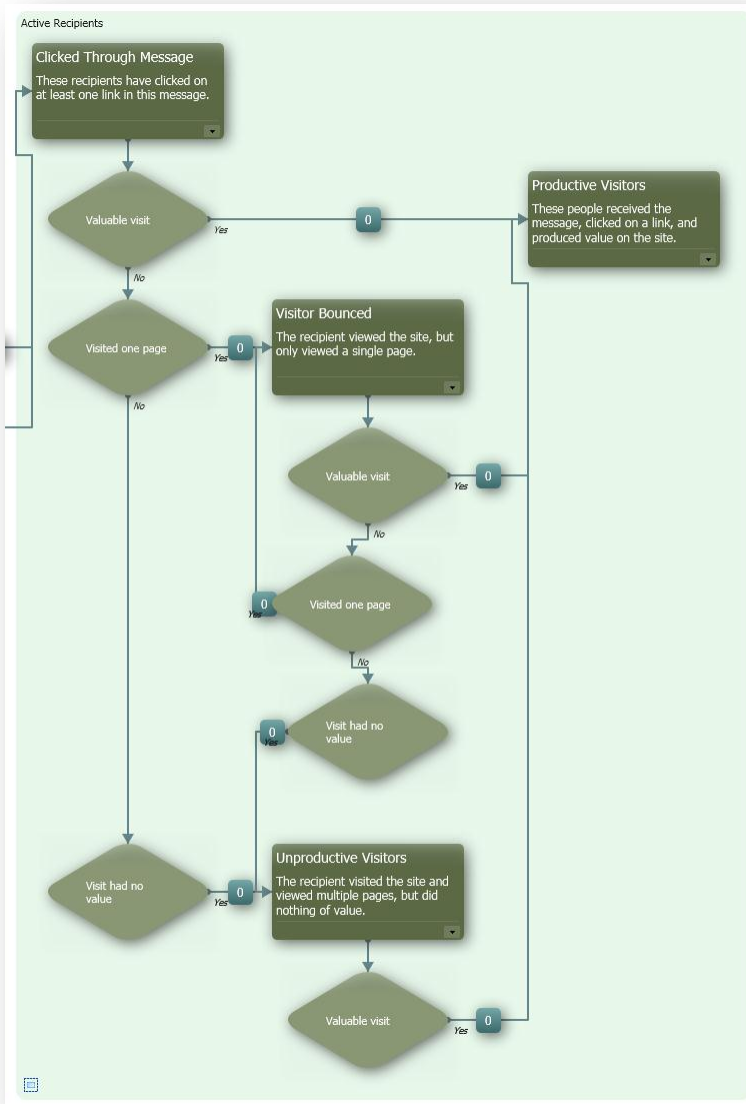 Active Recipients
Clicked Through Message
These recipients have clicked on
at least one link in this message.
Valuable visit
Yes
0
No
Productive Visitors
These people received the
message, clicked on a link, and
produced value on the site.
Visited one page
Yes
0
No
Visitor Bounced
The recipient viewed the site, but
only viewed a single page.
Valuable visit
Yes
0
No
Visited one page
0
Yes
No
Visit had no
value
0
Yes
Visit had no
value
Yes
0
Unproductive Visitors
The recipient visited the site and
viewed multiple pages, but did
nothing of value.
Valuable visit
Yes
0